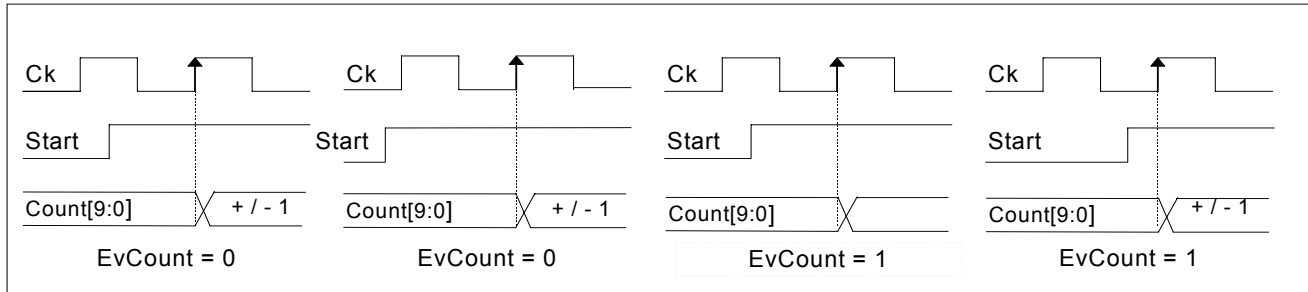 Ck
Start
Count[9:0] + / - 1
EvCount = 0
Ck
Start
Count[9:0] + / - 1
EvCount = 0
Ck
Start
Count[9:0]
EvCount = 1
Ck
Start
Count[9:0] + / - 1
EvCount = 1